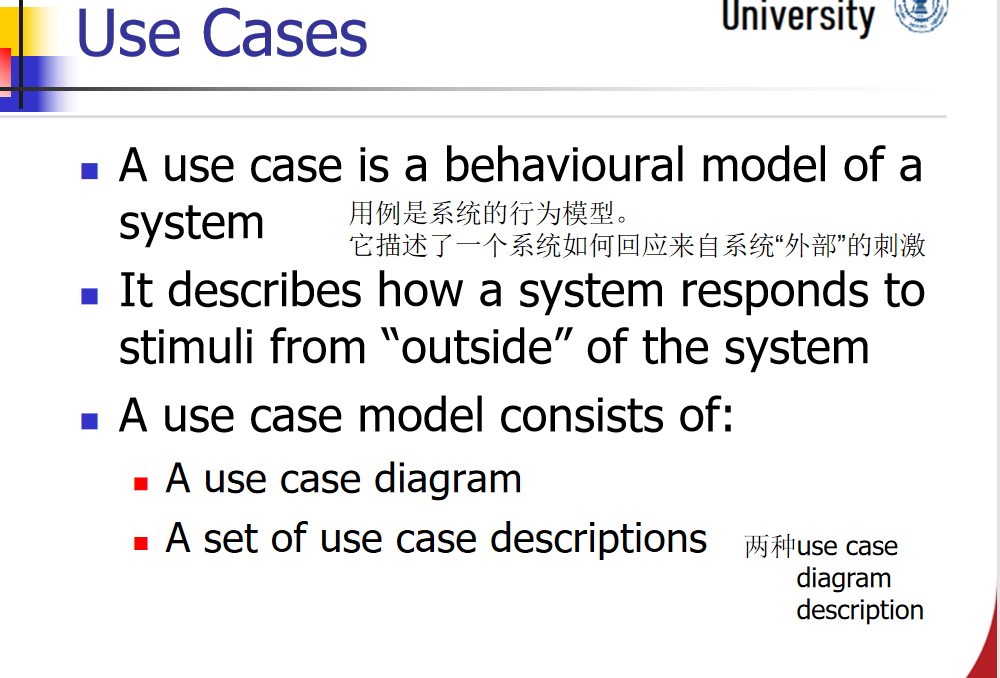 Use Cases
University
A use case is a behavioural model of a
system
用例是系统的行为模型。
它描述了一个系统如何回应来自系统“外部”的刺激
It describes how a system responds to
stimuli from “outside” of the system
A use case model consists of:
A use case diagram
A set of use case descriptions
两种use case
diagram
description